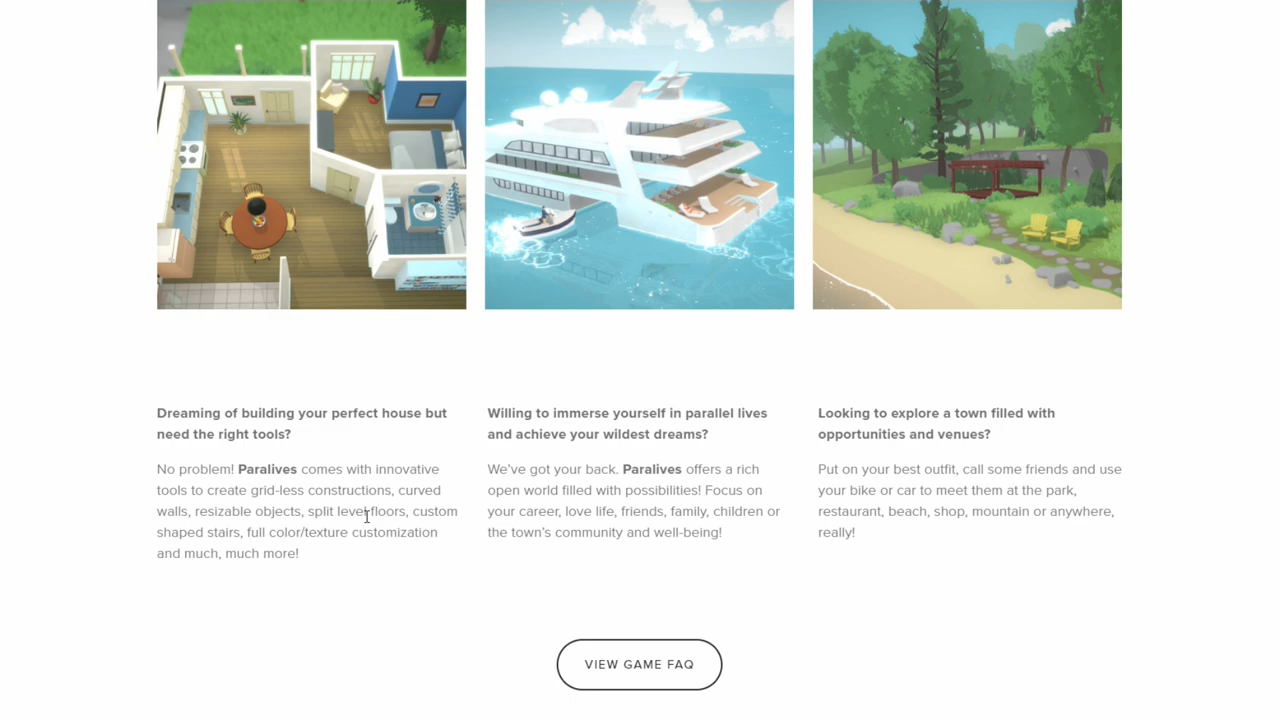 Dreaming of building your perfect house but
need the right tools?
No problem! Paralives comes with innovative
tools to create grid-less constructions, curved
walls, resizable objects, split level floors, custom
shaped stairs, full color/texture customization
and much, much more!
Willing to immerse yourself in parallel lives
and achieve your wildest dreams?
We've got your back. Paralives offers a rich
open world filled with possibilities! Focus on
your career, love life, friends, family, children or
the town's community and well-being!
Looking to explore a town filled with
opportunities and venues?
Put on your best outfit, call some friends and use
your bike or car to meet them at the park,
restaurant, beach, shop, mountain or anywhere,
really!
VIEW GAME FAQ